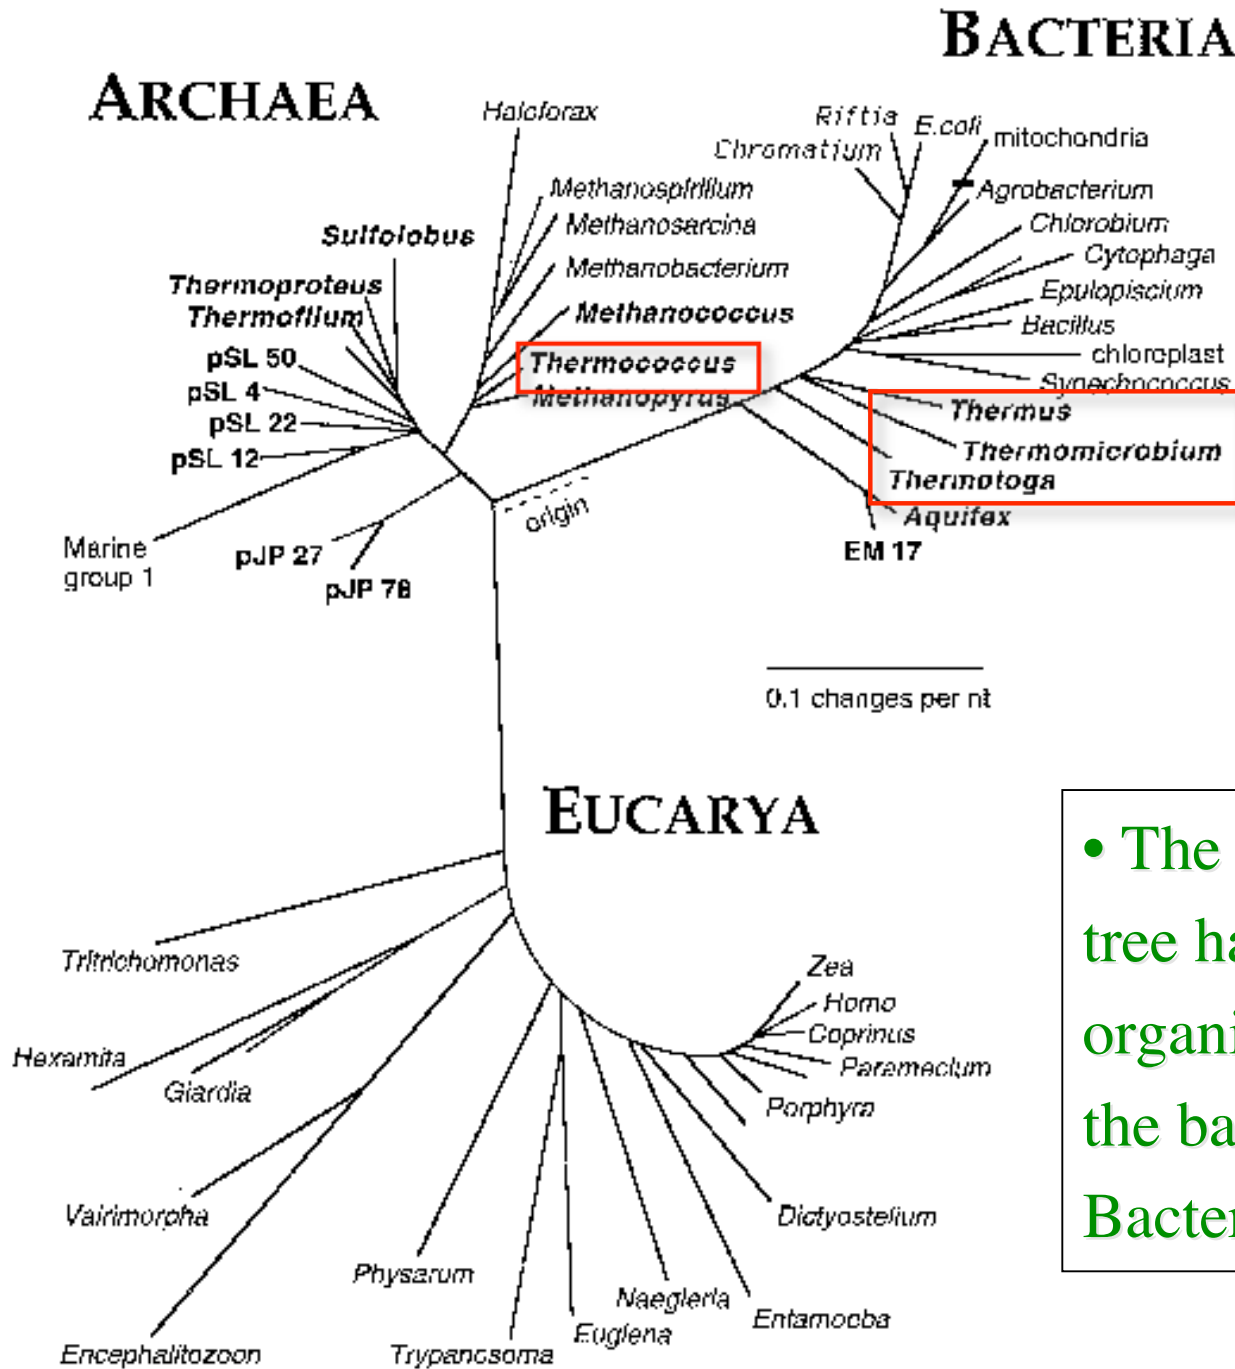 BACTERIA
ARCHAEA
Haloferax
Riftia
E.coli
mitochondria
Chromatium
Methanospirillum
Agrobacterium
Methanosarcina
Chlorobium
Sulfolobus
Cytophaga
Methanobacterium
Thermoproteus
Epulopiscium
Thermofilum
Methanococcus
Bacillus
pSL 50
Thermococcus
chloroplast
pSL 4
Methanopyrus
Synechococcus
pSL 22
Thermus
pSL 12
Thermomicrobium
Thermotoga
origin
Aquifex
Marine
group 1
pJP 27
EM 17
pJP 78
0.1 changes per nt
EUCARYA
• The
tree ha
organi
the ba
Bacter
Tritrichomonas
Zea
Homo
Coprinus
Hexamita
Paramecium
Giardia
Porphyra
Vairimorpha
Dictyostelium
Physarum
Naegleria
Entamoeba
Euglena
Encephalitozoon
Trypanosoma